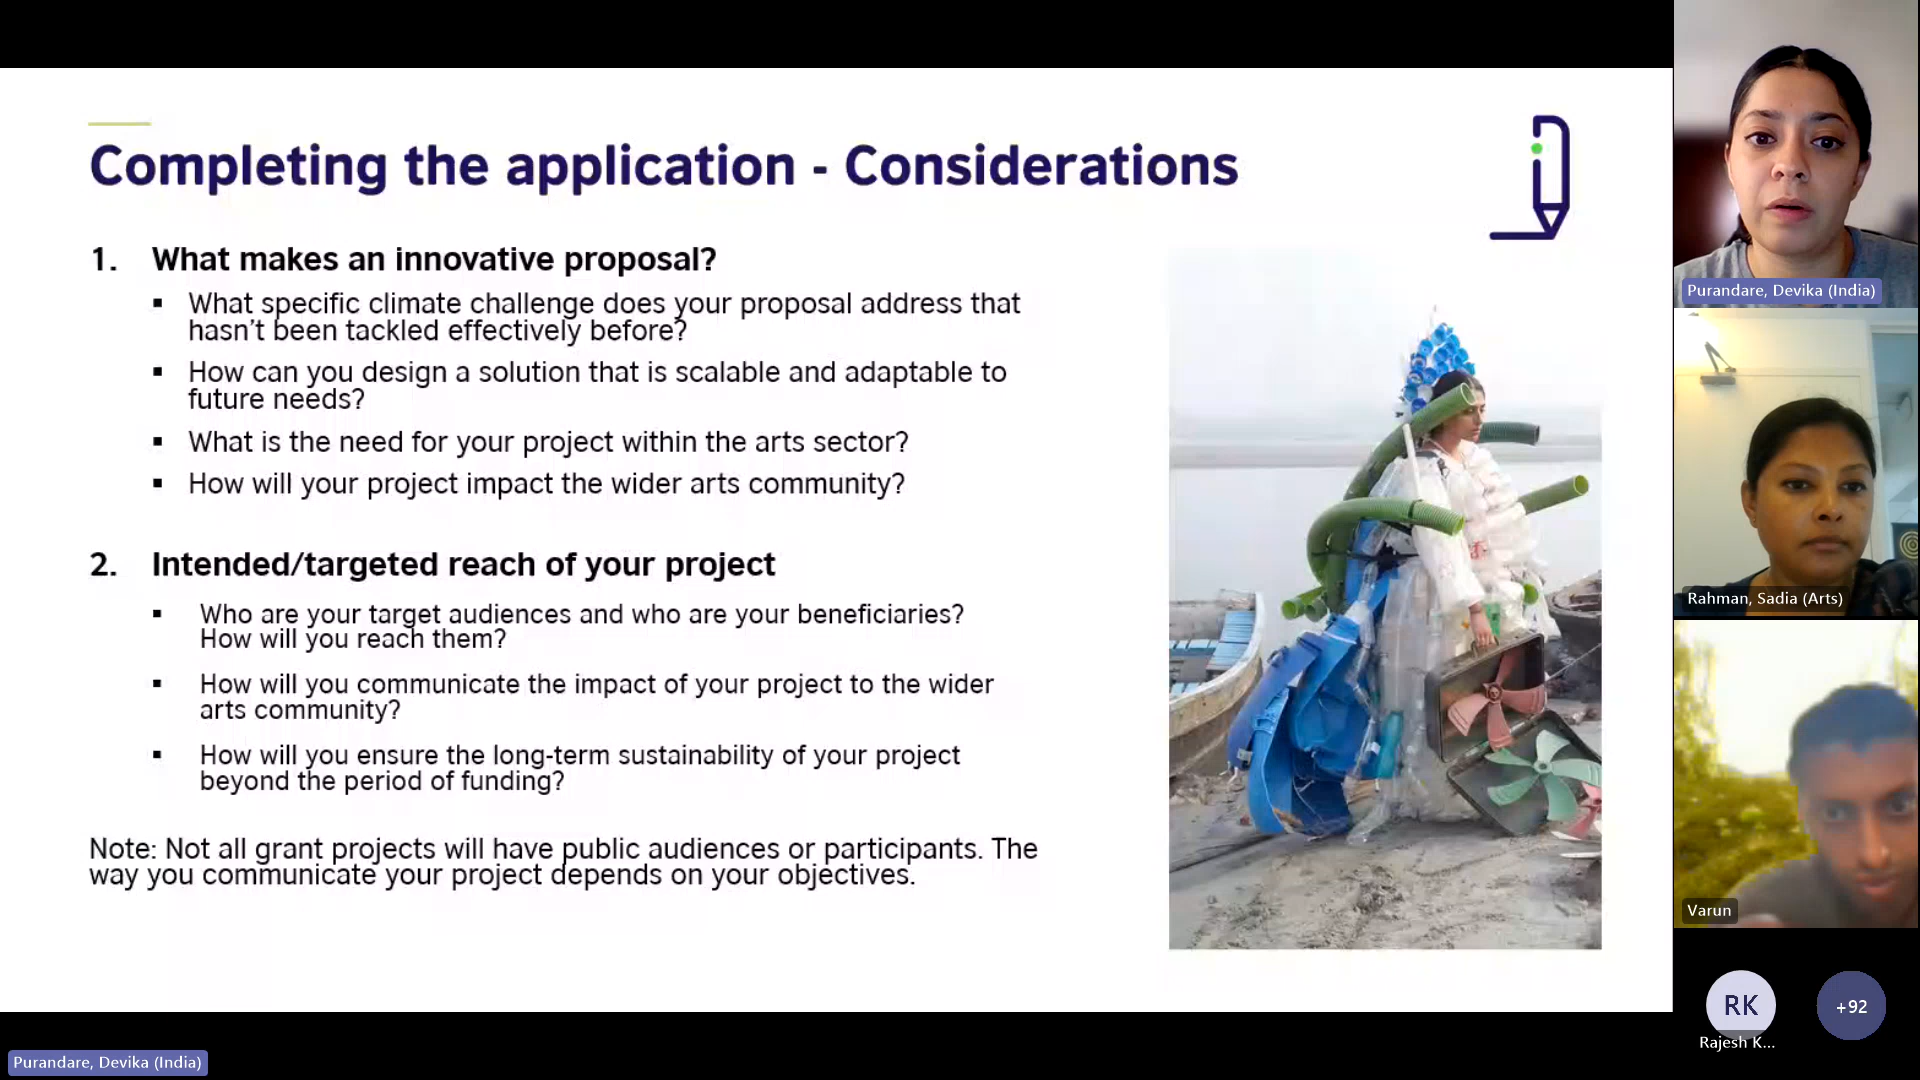 Completing the application - Considerations
1. What makes an innovative proposal?
▪ What specific climate challenge does your proposal address that
hasn't been tackled effectively before?
▪ How can you design a solution that is scalable and adaptable to
future needs?
▪ What is the need for your project within the arts sector?
▪ How will your project impact the wider arts community?
2. Intended/targeted reach of your project
▪ Who are your target audiences and who are your beneficiaries?
How will you reach them?
▪ How will you communicate the impact of your project to the wider
arts community?
▪ How will you ensure the long-term sustainability of your project
beyond the period of funding?
Note: Not all grant projects will have public audiences or participants. The
way you communicate your project depends on your objectives.
Purandare, Devika (India)
Rahman, Sadia (Arts)
Varun
RK
Rajesh K...
+92
Purandare, Devika (India)